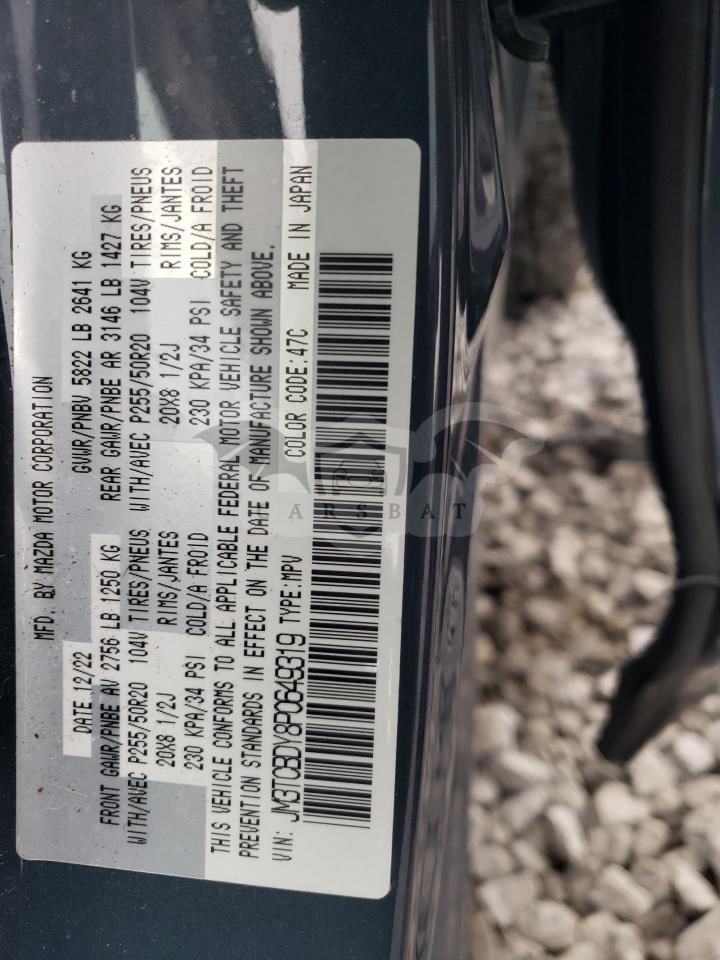 MFD. BY MAZDA MOTOR CORPORATION
DATE 12/22 GVWR/PNBV 5822 LB 2641 KG
FRONT GAWR/PNBE AV 2756 LB 1250 KG REAR GAWR/PNBE AR 3146 LB 1427 KG
WITH/AVEC P255/50R20 104V TIRES/PNEUS WITH/AVEC P255/50R20 104V TIRES/PNEUS
20X8 1/2J RIMS/JANTES 20X8 1/2J RIMS/JANTES
230 KPA/34 PSI COLD/A FROID 230 KPA/34 PSI COLD/A FROID
THIS VEHICLE CONFORMS TO ALL APPLICABLE FEDERAL MOTOR VEHICLE SAFETY AND THEFT
PREVENTION STANDARDS IN EFFECT ON THE DATE OF MANUFACTURE SHOWN ABOVE.
VIN: JM3TCBDY8P0649319 TYPE:MPV COLOR CODE:47C MADE IN JAPAN
ARSBAT